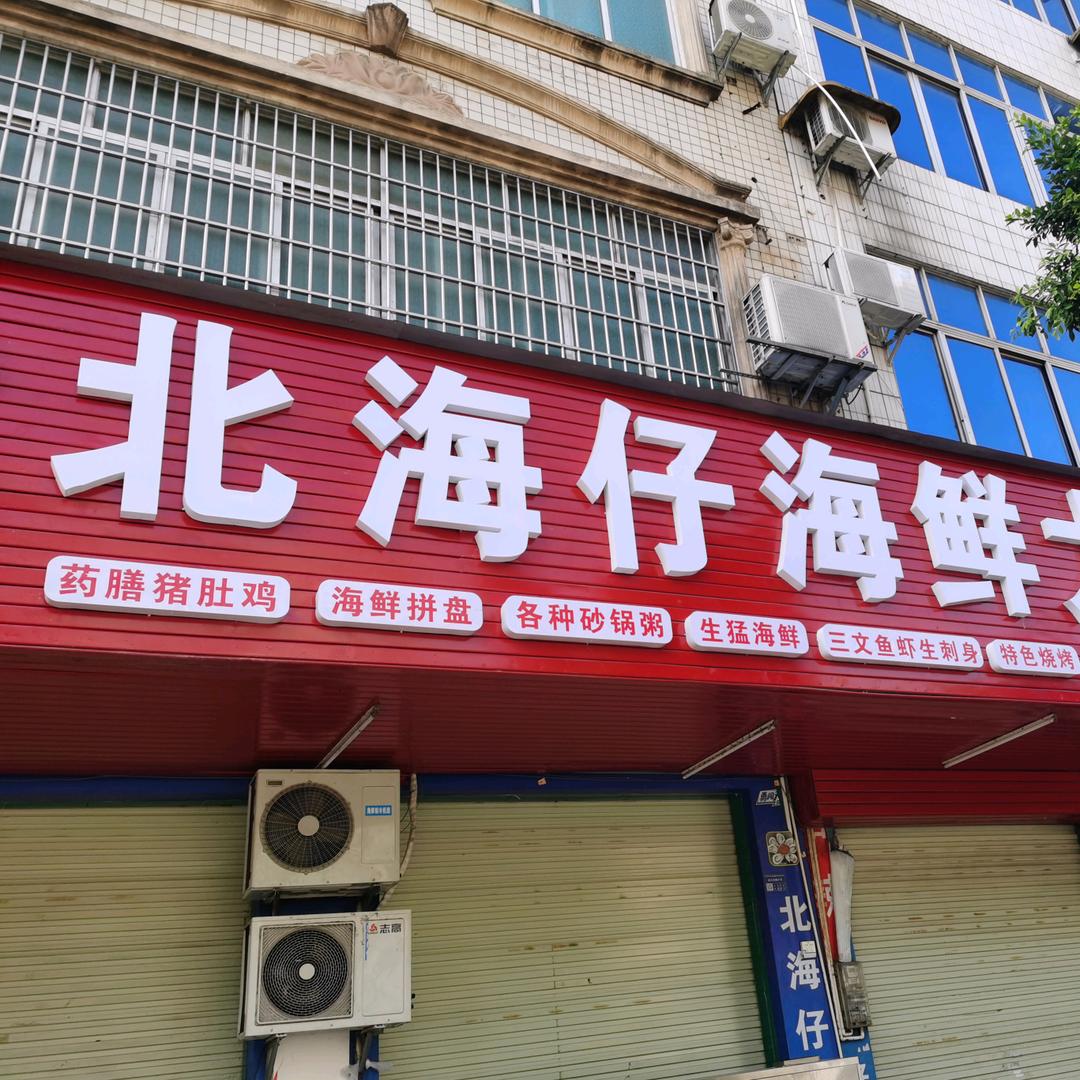 北海仔海鲜
药膳猪肚鸡
海鲜拼盘
各种砂锅粥
生猛海鲜
三文鱼虾生刺身
特色烧烤
志高
北海仔